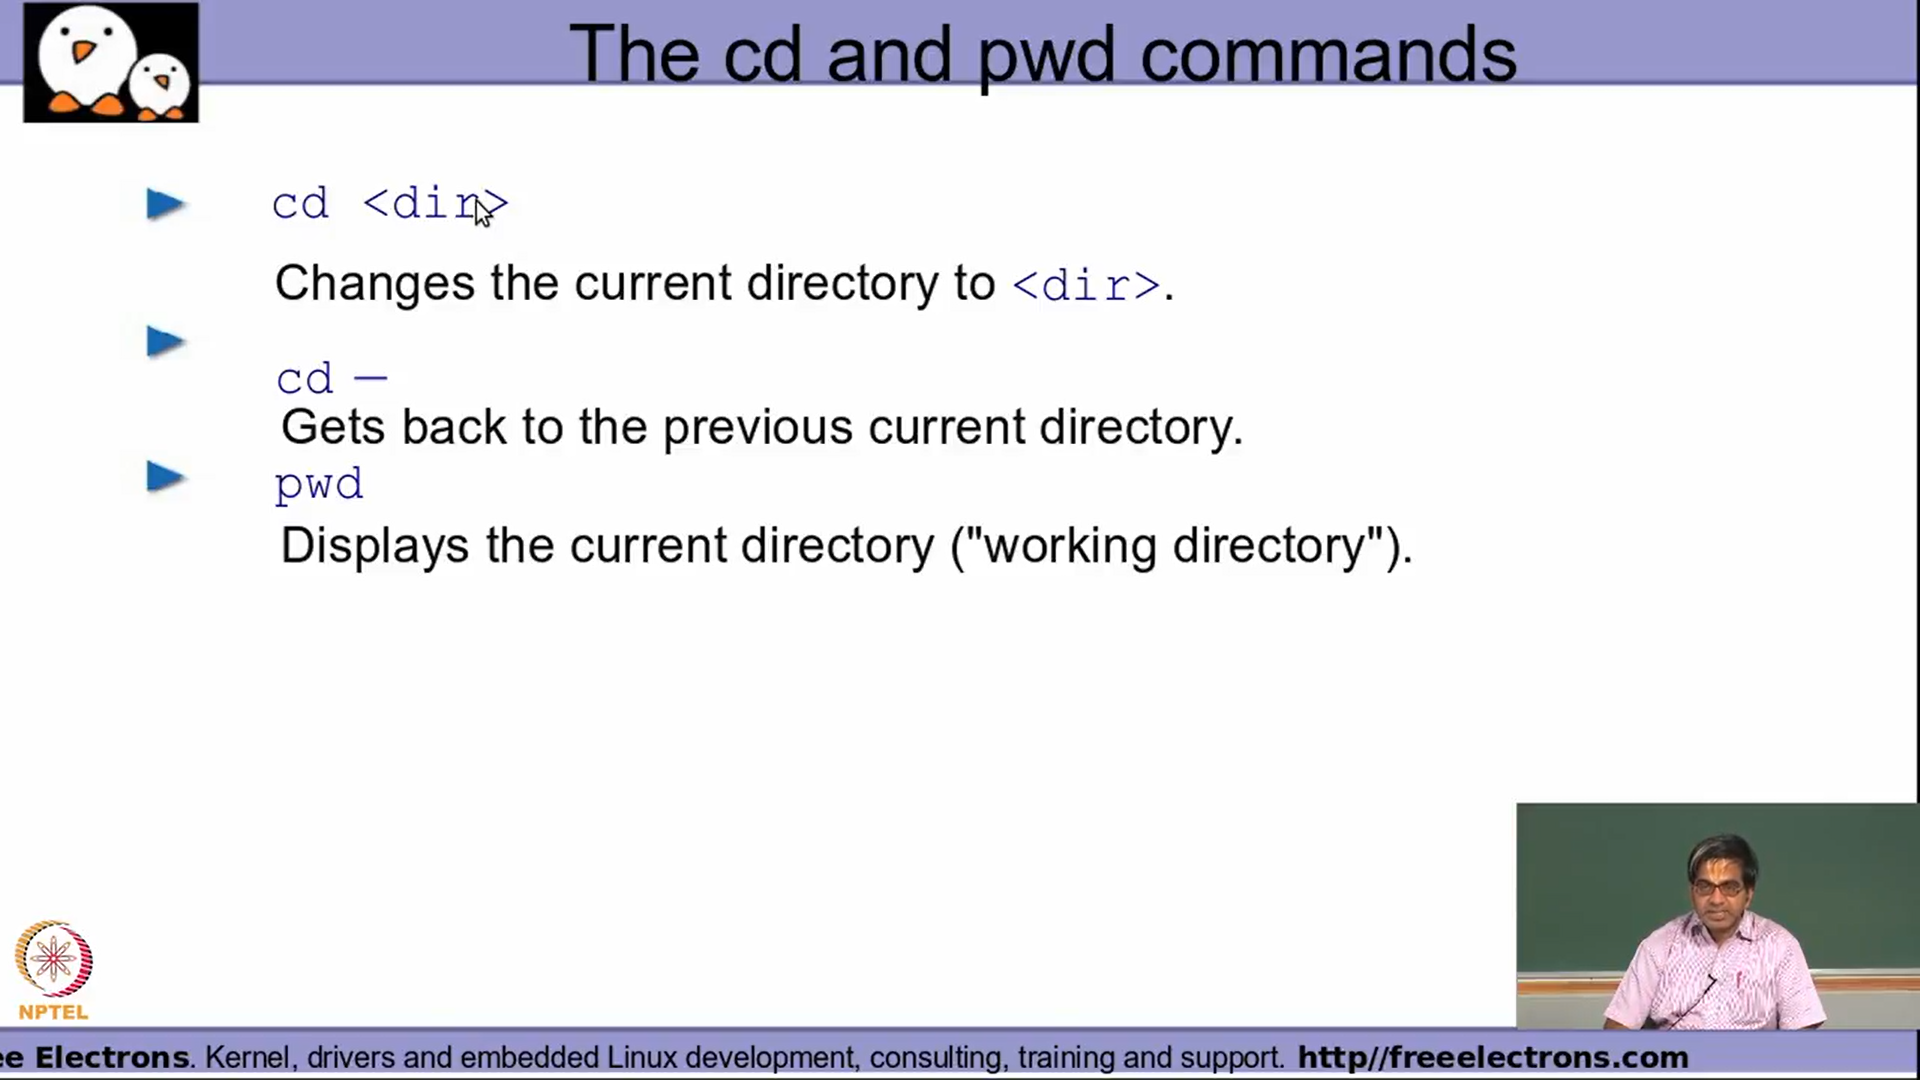 The cd and pwd commands
cd <dir>
Changes the current directory to <dir>.
cd –
Gets back to the previous current directory.
pwd
Displays the current directory ("working directory").
NPTEL
ee Electrons. Kernel, drivers and embedded Linux development, consulting, training and support. http//freeelectrons.com